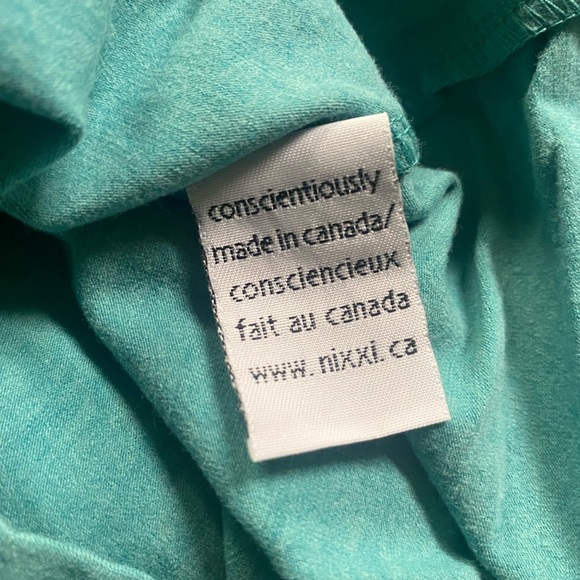 conscientiously
made in canada/
consciencieux
fait au canada
www.nixxi.ca